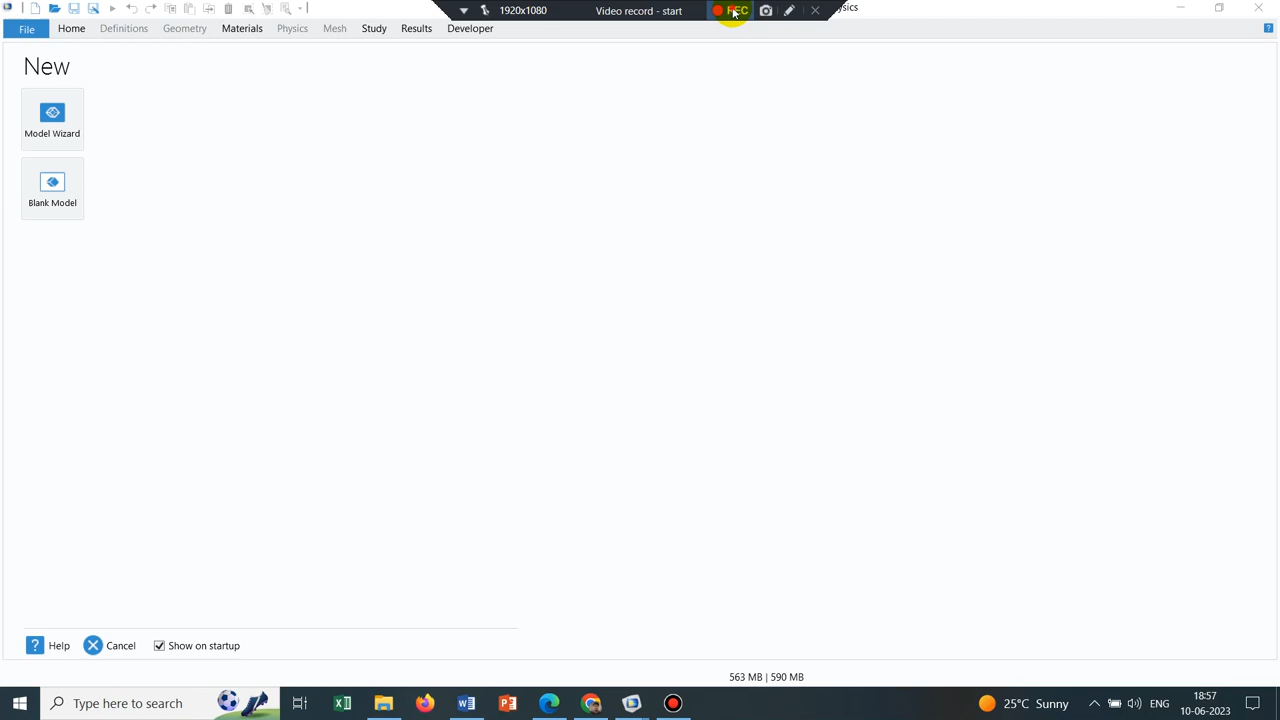 1920x1080 Video record - start REC
File Home Definitions Geometry Materials Physics Mesh Study Results Developer
New
Model Wizard
Blank Model
? Help Cancel Show on startup
563 MB | 590 MB
Type here to search 25°C Sunny ENG 18:57
10-06-2023